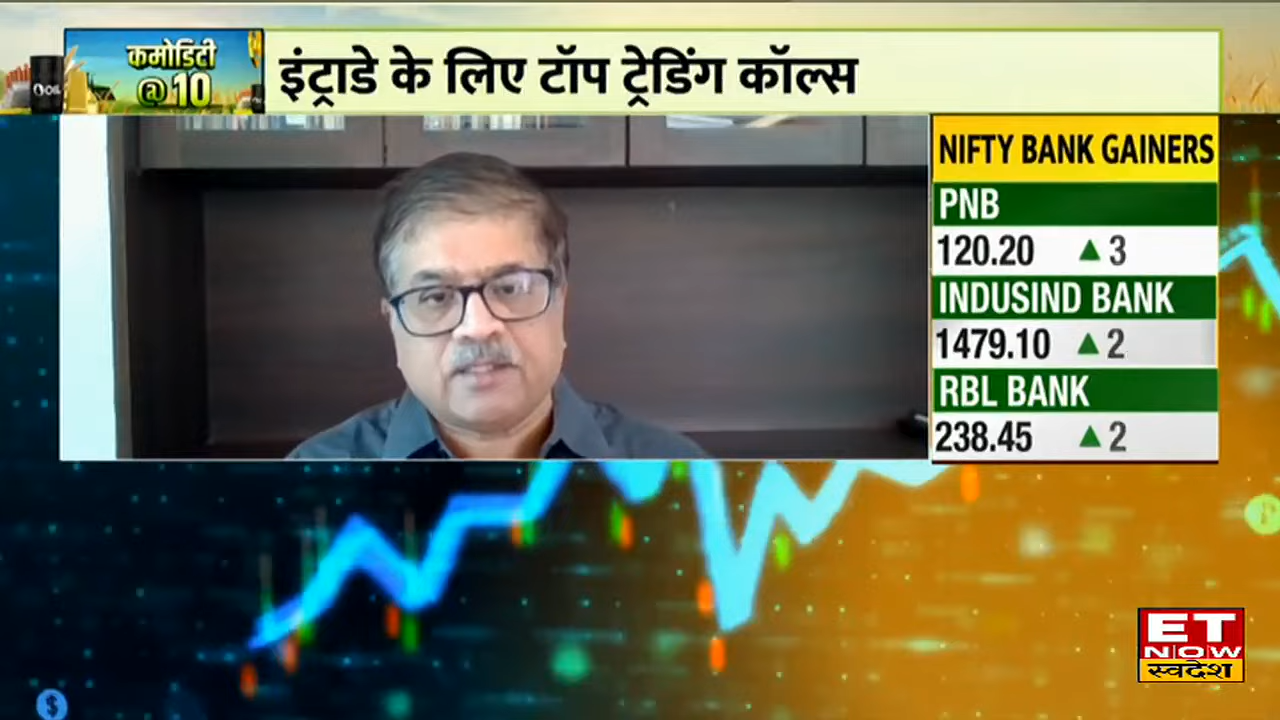 कमोडिटी
@10
OIL
इंट्राडे के लिए टॉप ट्रेडिंग कॉल्स
NIFTY BANK GAINERS
PNB
120.20 ▲ 3
INDUSIND BANK
1479.10 ▲ 2
RBL BANK
238.45 ▲ 2
$
ET
NOW
स्वदेश